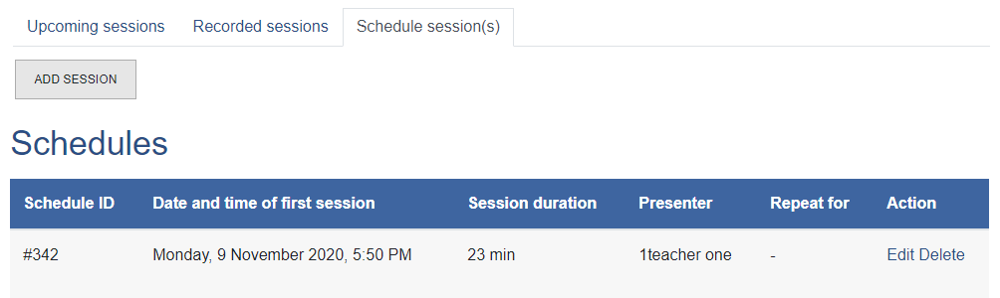 Upcoming sessions Recorded sessions Schedule session(s)
ADD SESSION
Schedules
Schedule ID Date and time of first session Session duration Presenter Repeat for Action
#342 Monday, 9 November 2020, 5:50 PM 23 min 1teacher one - Edit Delete